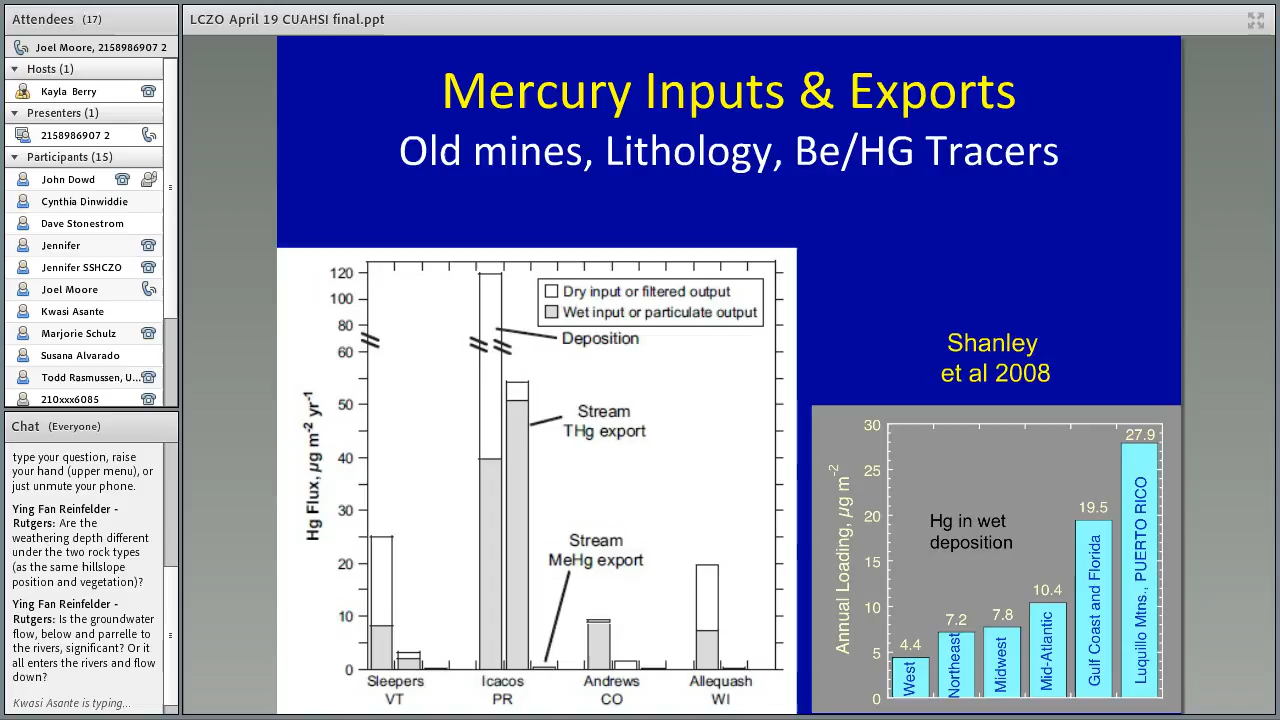 Attendees (17)
Joel Moore, 2158986907 2
Hosts (1)
Kayla Berry
Presenters (1)
2158986907 2
Participants (15)
John Dowd
Cynthia Dinwiddie
Dave Stonestrom
Jennifer
Jennifer SSHCZO
Joel Moore
Kwasi Asante
Marjorie Schulz
Susana Alvarado
Todd Rasmussen, U...
210xxx6085
Chat (Everyone)
type your question, raise
your hand (upper menu), or
just unmute your phone.
Ying Fan Reinfelder -
Rutgers: Are the
weathering depth different
under the two rock types
(as the same hillslope
position and vegetation)?
Ying Fan Reinfelder -
Rutgers: Is the groundwater
flow, below and parrelle to
the rivers, significant? Or it
all enters the rivers and flow
down?
Kwasi Asante is typing...
LCZO April 19 CUAHSI final.ppt
Mercury Inputs & Exports
Old mines, Lithology, Be/HG Tracers
Hg Flux, µg m-2 yr-1
120
100
80
60
50
40
30
20
10
0
Dry input or filtered output
Wet input or particulate output
Deposition
Stream
THg export
Stream
MeHg export
Sleepers
VT
Icacos
PR
Andrews
CO
Allequash
WI
Shanley
et al 2008
Annual Loading, µg m-2
30
25
20
15
10
5
0
Hg in wet
deposition
4.4
West
7.2
Northeast
7.8
Midwest
10.4
Mid-Atlantic
19.5
Gulf Coast and Florida
27.9
Luquillo Mtns., PUERTO RICO